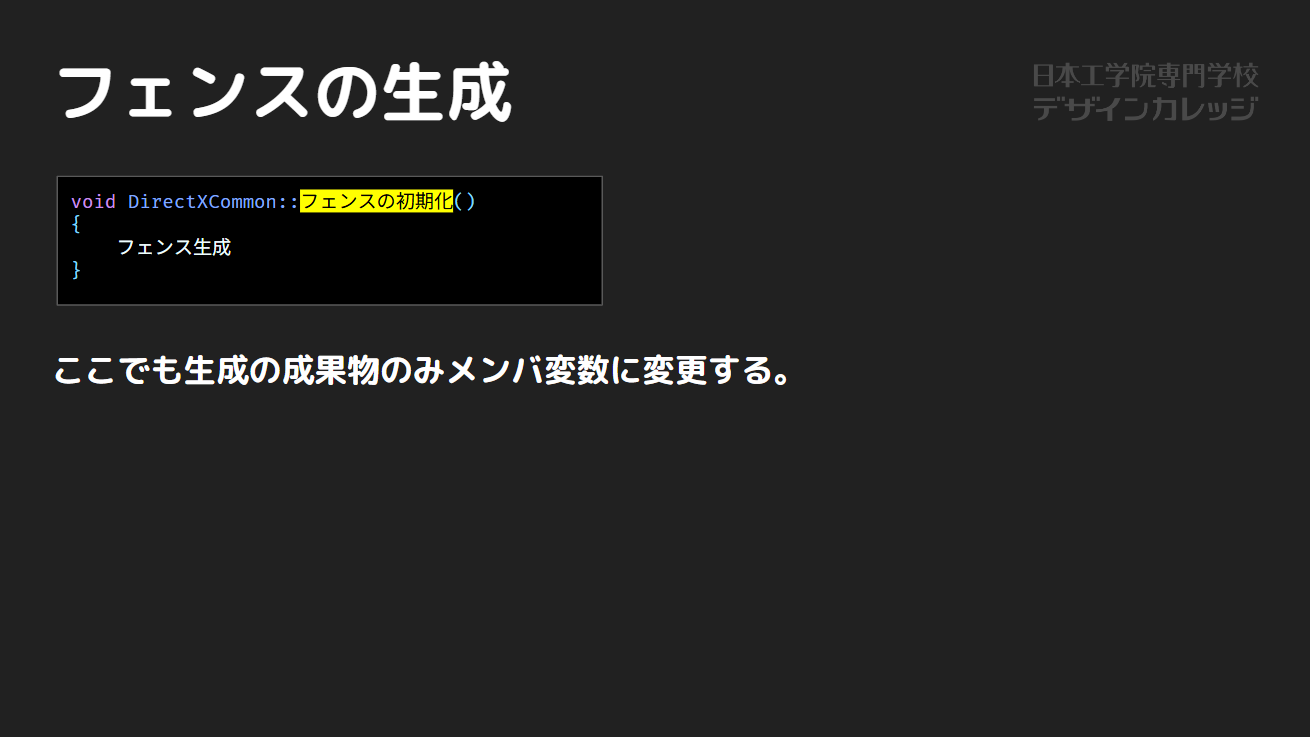 フェンスの生成
日本工学院専門学校
デザインカレッジ
void DirectXCommon::フェンスの初期化()
{
    フェンス生成
}
ここでも生成の成果物のみメンバ変数に変更する。